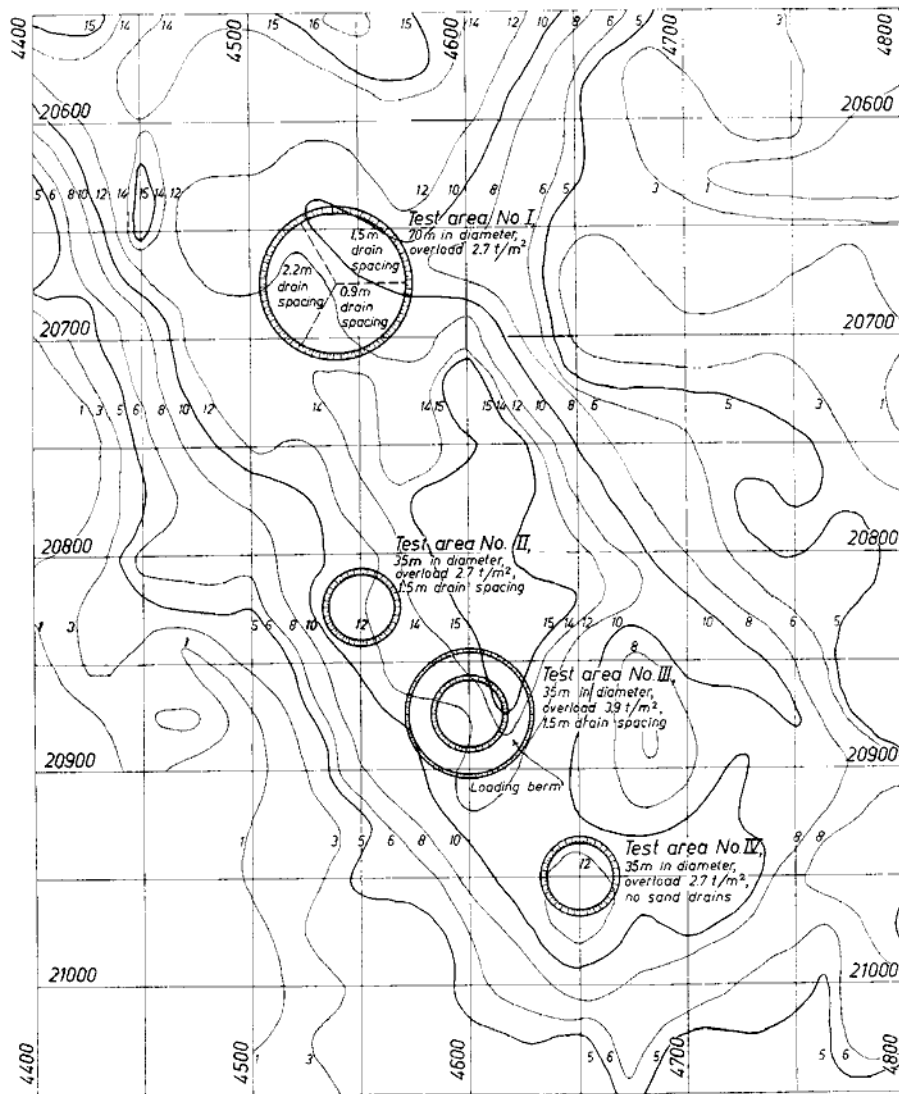 4400
4500
4600
4700
4800
15 14 14 15 16 15 14 12 10 8 6 5 3
20600
20600
5 6 8 10 12 14 15 14 12
12 10 8 6 5 3 1
Test area No I,
70m in diameter,
overload 2.7 t/m²
1.5m
drain
spacing
2.2m
drain
spacing
0.9m
drain
spacing
20700
20700
1 3 5 6 8 10 12 14 14 15 15 14 12 10 8 6 5 3 1
20800
20800
Test area No. II,
35m in diameter,
overload 2.7 t/m²,
1.5m drain spacing
1 3 1 5 6 8 10 12 14 15 15 14 12 10 10 8 6 5
8
Test area No. III,
35m in diameter,
overload 3.9 t/m²,
1.5m drain spacing
20900
20900
Loading berm
1 3 5 6 8 10 8 8
12
Test area No. IV,
35m in diameter,
overload 2.7 t/m²,
no sand drains
21000
21000
1 3 5 6 5 5 6
4400
4500
4600
4700
4800